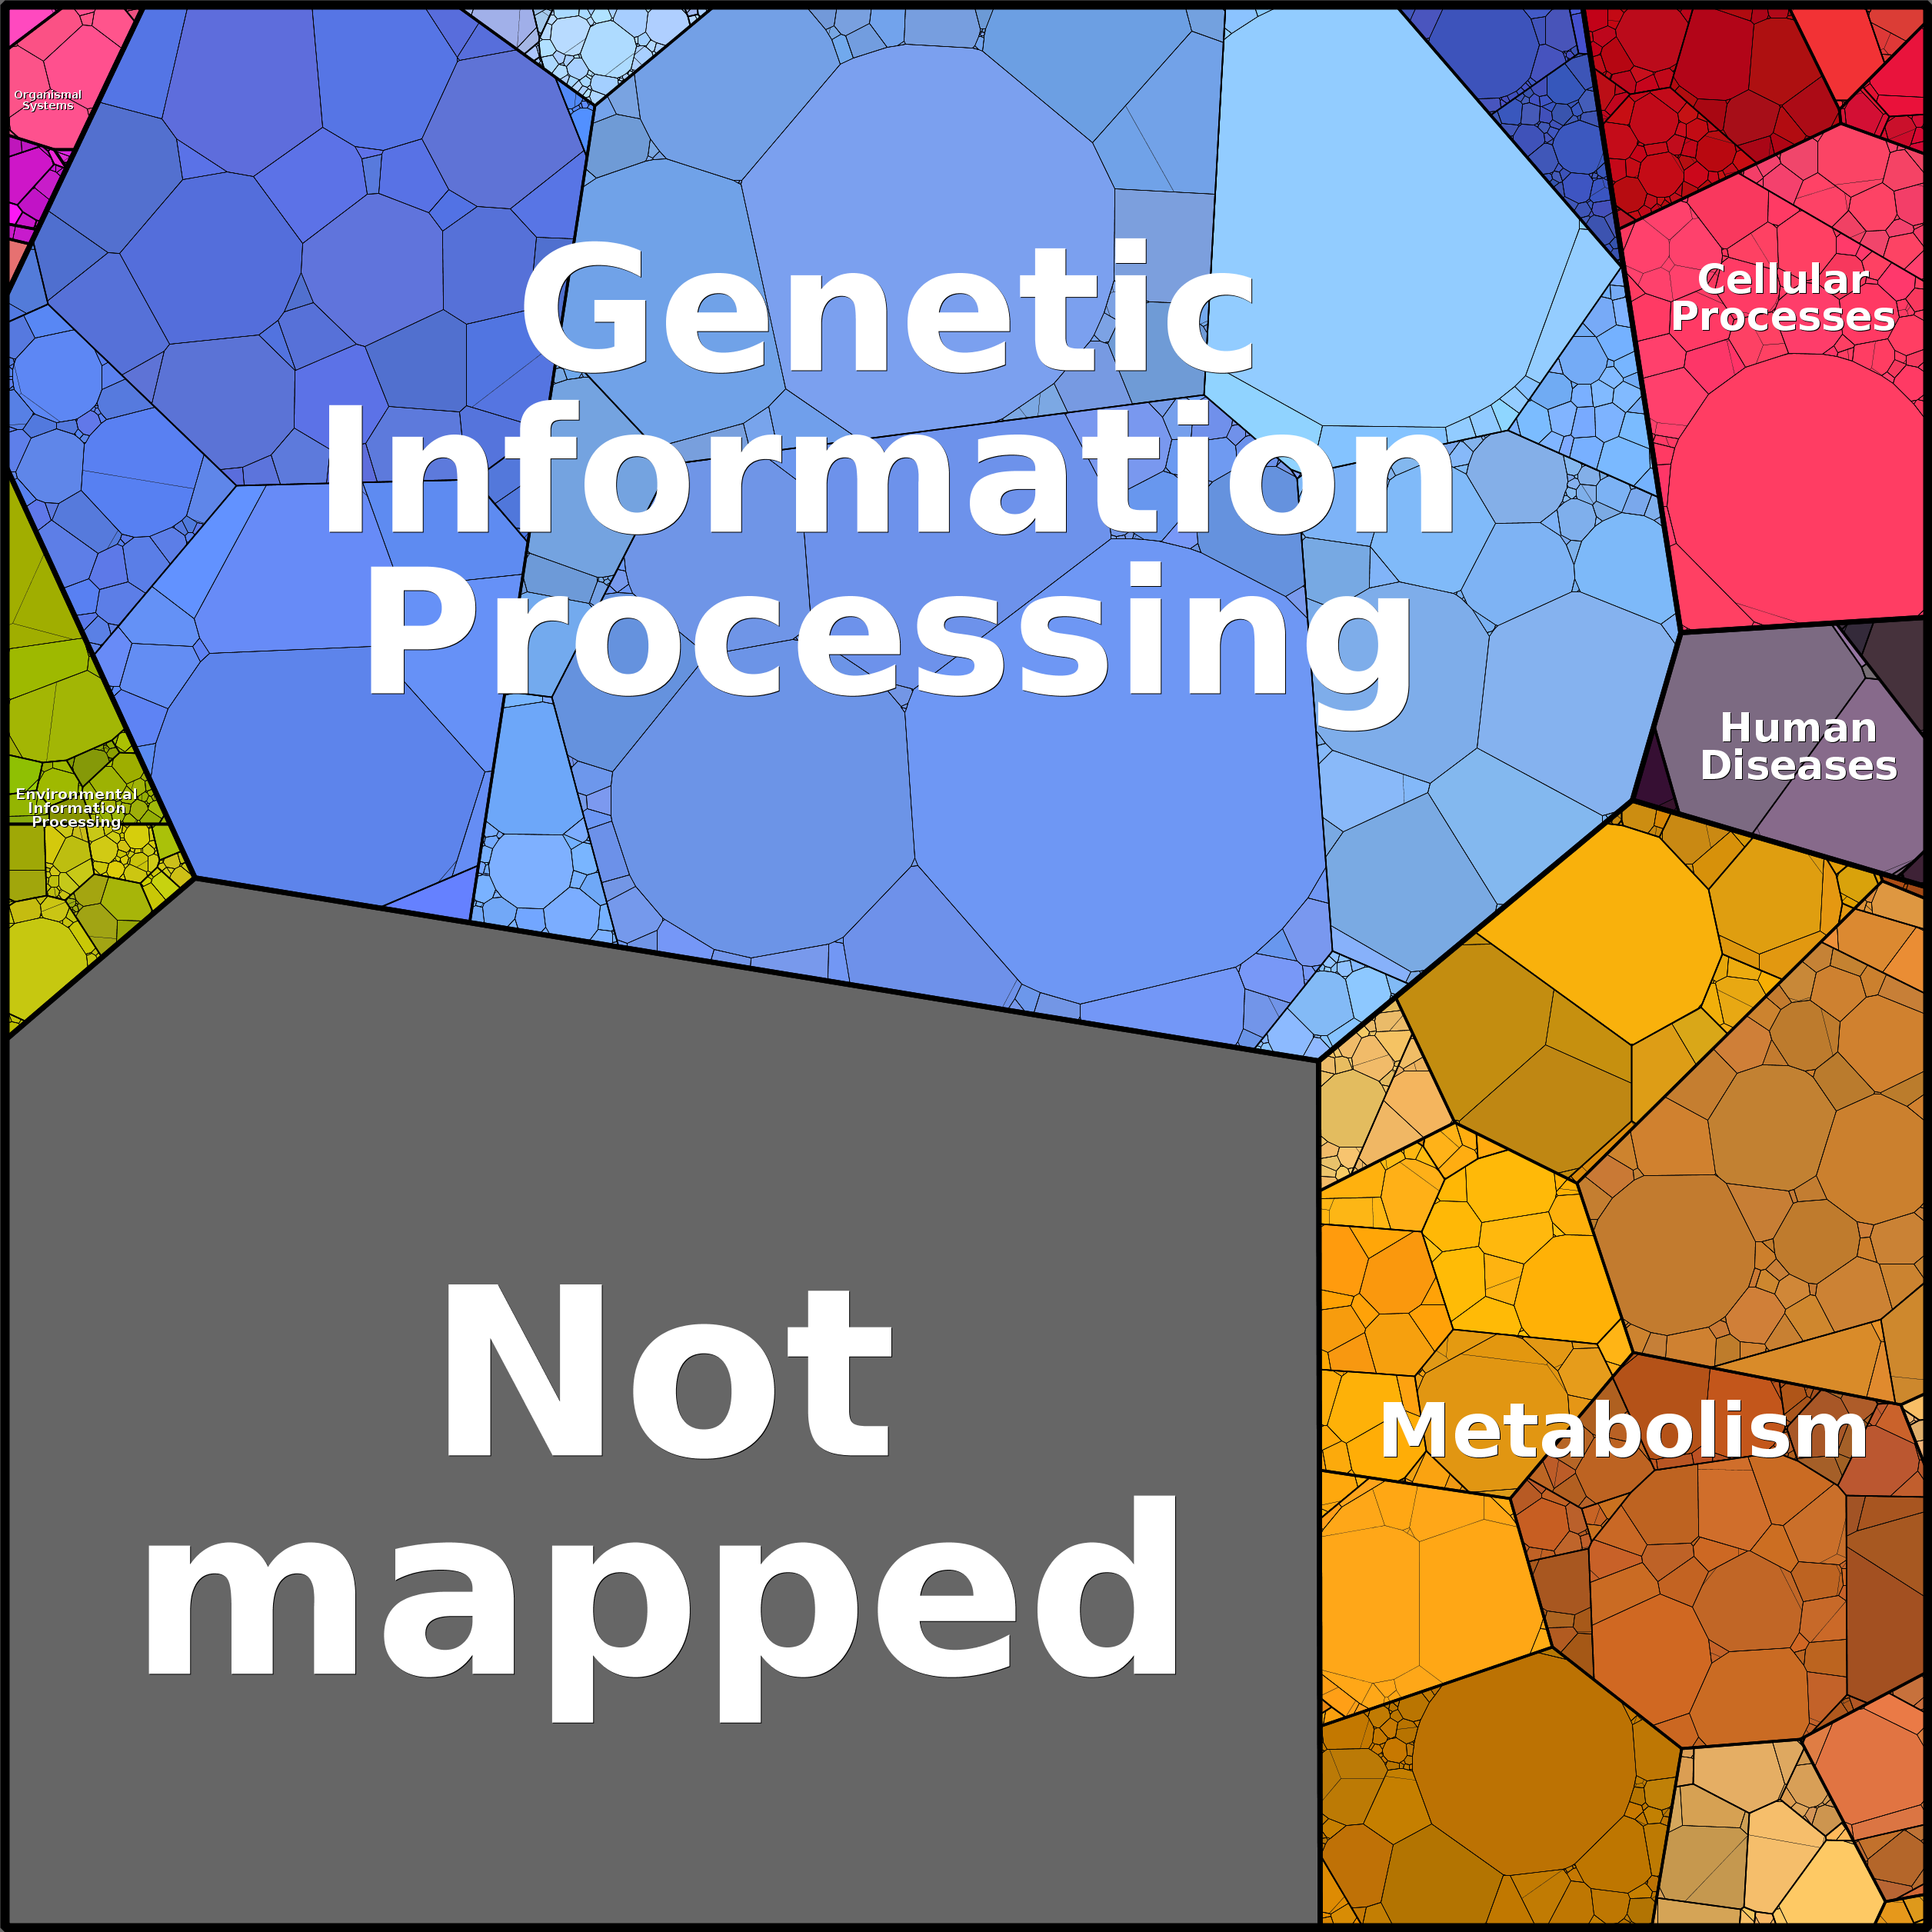 Organismal
Systems
Genetic
Information
Processing
Cellular
Processes
Human
Diseases
Environmental
Information
Processing
Not
mapped
Metabolism